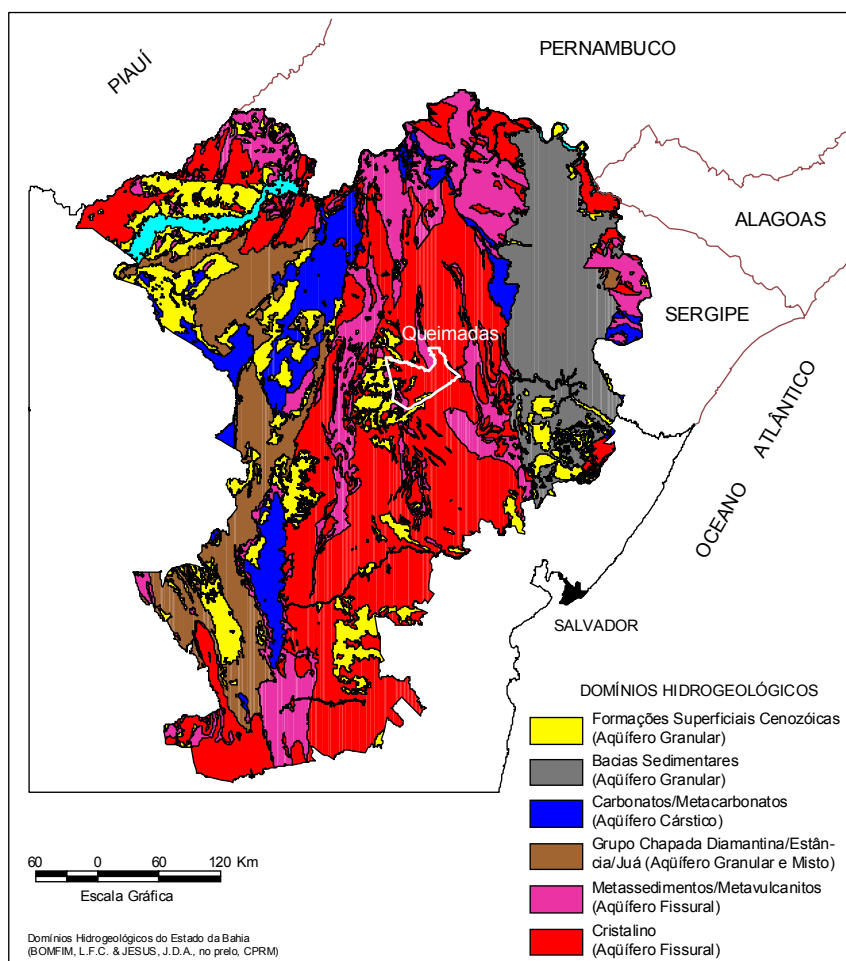 PERNAMBUCO
PIAUÍ
ALAGOAS
SERGIPE
Queimadas
OCEANO ATLÂNTICO
SALVADOR
DOMÍNIOS HIDROGEOLÓGICOS
Formações Superficiais Cenozóicas
(Aqüífero Granular)
Bacias Sedimentares
(Aqüífero Granular)
Carbonatos/Metacarbonatos
(Aqüífero Cárstico)
Grupo Chapada Diamantina/Estân-
cia/Juá (Aqüífero Granular e Misto)
Metassedimentos/Metavulcanitos
(Aqüífero Fissural)
Cristalino
(Aqüífero Fissural)
60 0 60 120 Km
Escala Gráfica
Domínios Hidrogeológicos do Estado da Bahia
(BOMFIM, L.F.C. & JESUS, J.D.A., no prelo, CPRM)